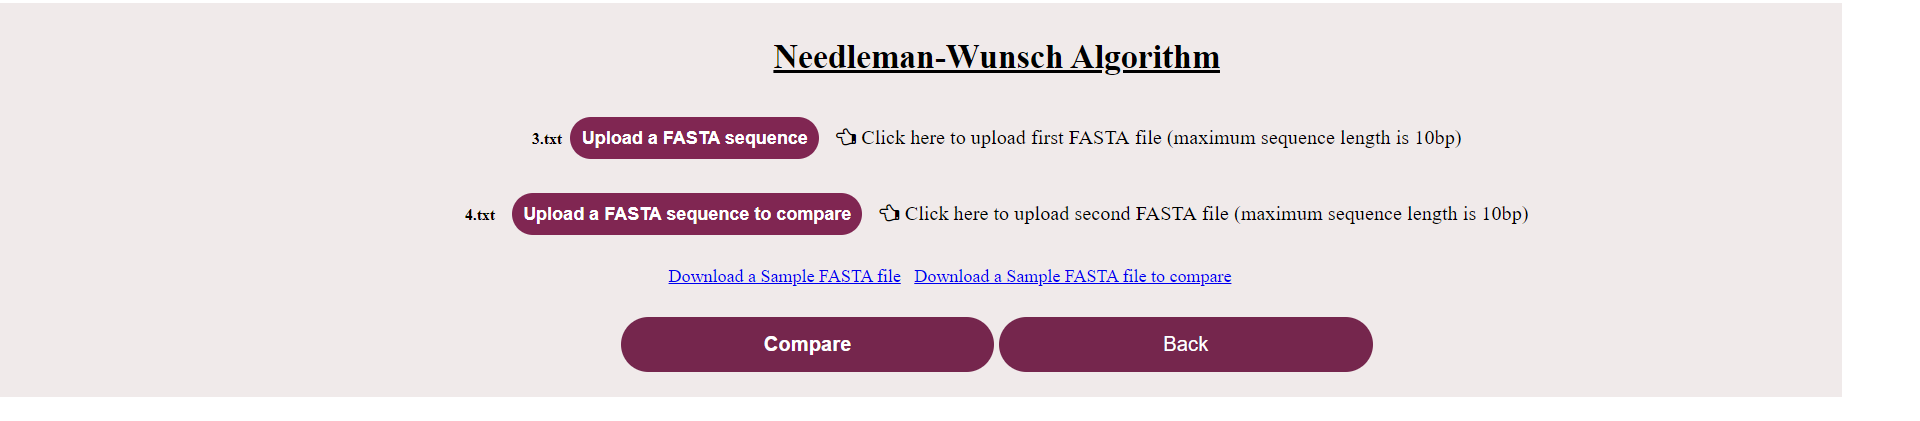 Needleman-Wunsch Algorithm
3.txt Upload a FASTA sequence Click here to upload first FASTA file (maximum sequence length is 10bp)
4.txt Upload a FASTA sequence to compare Click here to upload second FASTA file (maximum sequence length is 10bp)
Download a Sample FASTA file Download a Sample FASTA file to compare
Compare Back